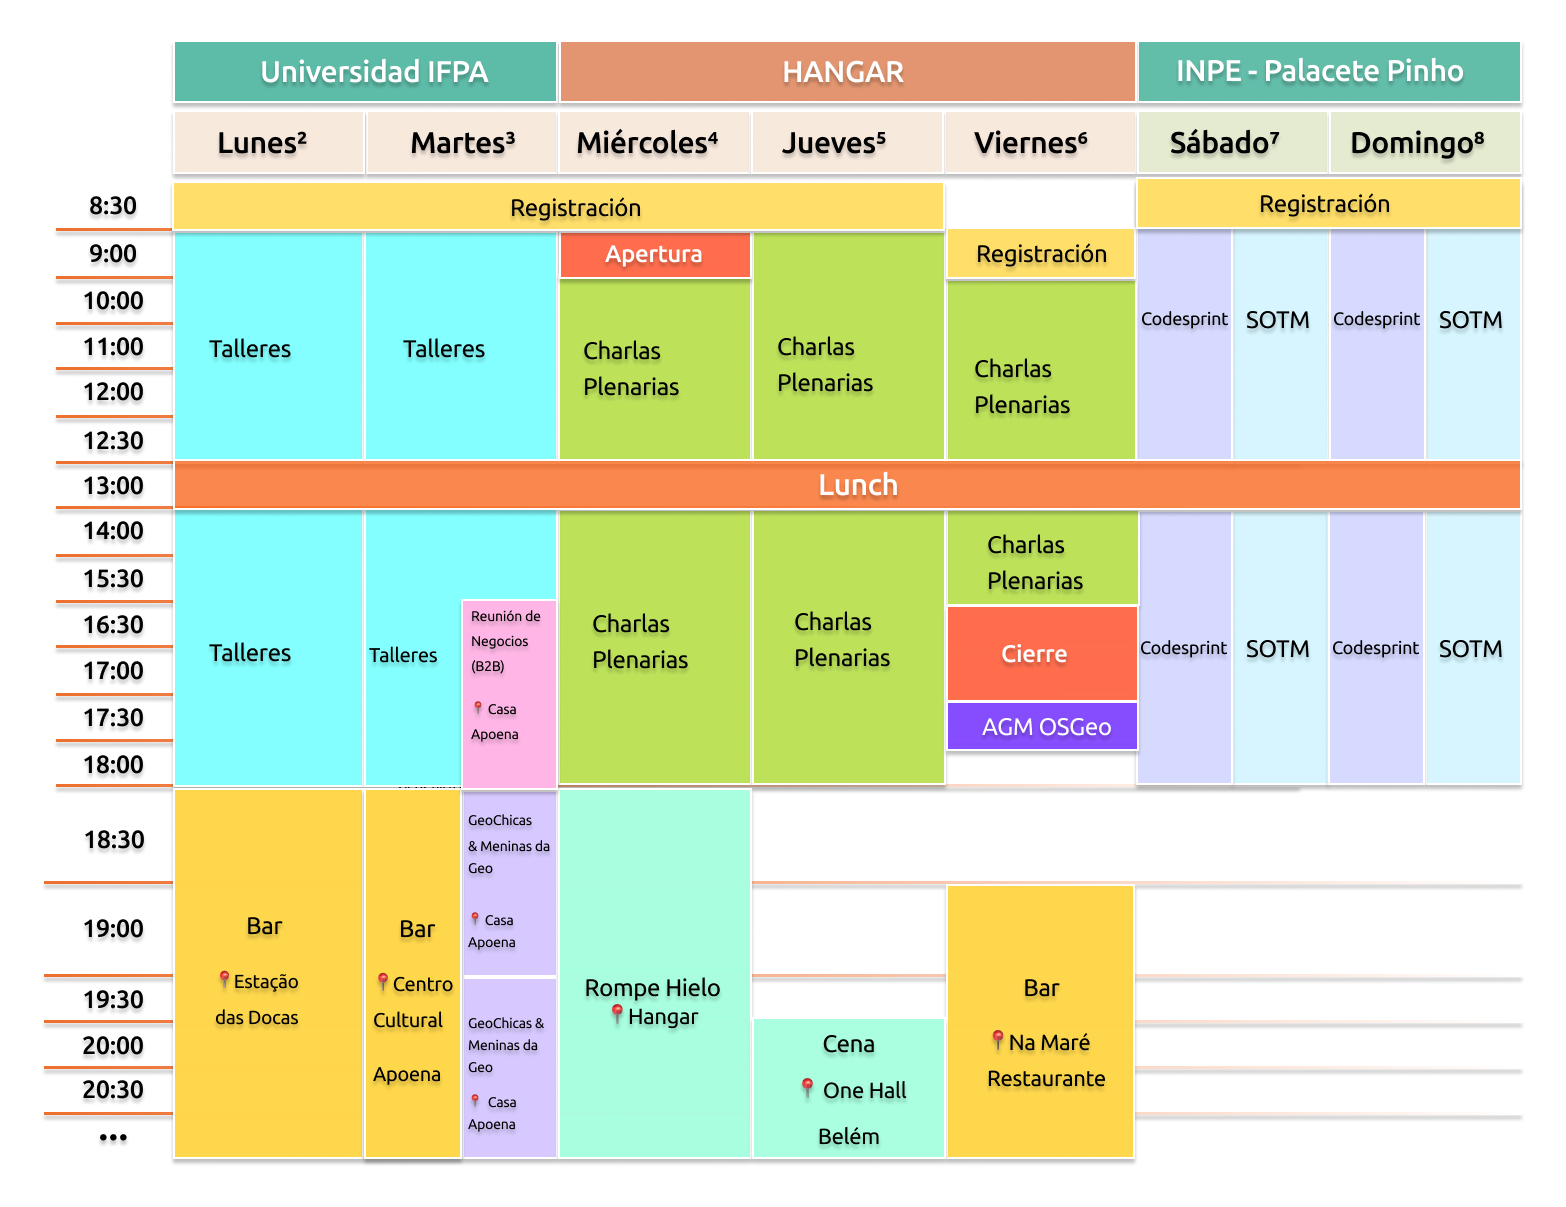 Universidad IFPA
HANGAR
INPE - Palacete Pinho
Lunes²
Martes³
Miércoles⁴
Jueves⁵
Viernes⁶
Sábado⁷
Domingo⁸
8:30
Registración
Registración
9:00
Apertura
Registración
10:00
Codesprint
SOTM
Codesprint
SOTM
11:00
Talleres
Talleres
Charlas
Plenarias
Charlas
Plenarias
Charlas
Plenarias
12:00
12:30
13:00
Lunch
14:00
Charlas
Plenarias
15:30
16:30
Talleres
Talleres
Reunión de
Negocios
(B2B)
📍 Casa
Apoena
Charlas
Plenarias
Charlas
Plenarias
Cierre
Codesprint
SOTM
Codesprint
SOTM
17:00
17:30
AGM OSGeo
18:00
18:30
GeoChicas
& Meninas da
Geo
📍 Casa
Apoena
19:00
Bar
📍Estação
das Docas
Bar
📍Centro
Cultural
Apoena
19:30
Rompe Hielo
📍Hangar
Bar
📍Na Maré
Restaurante
GeoChicas &
Meninas da
Geo
📍 Casa
Apoena
20:00
Cena
📍 One Hall
Belém
20:30
...